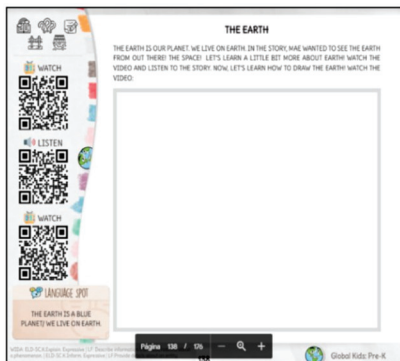 THE EARTH
THE EARTH IS OUR PLANET. WE LIVE ON EARTH. IN THE STORY, MAE WANTED TO SEE THE EARTH
FROM OUT THERE! THE SPACE! LET'S LEARN A LITTLE BIT MORE ABOUT EARTH! WATCH THE
VIDEO AND LISTEN TO THE STORY. NOW, LET'S LEARN HOW TO DRAW THE EARTH! WATCH THE
VIDEO:
WATCH
LISTEN
WATCH
LANGUAGE SPOT
THE EARTH IS A BLUE
PLANET! WE LIVE ON EARTH.
Página 138 / 176
Global Kids Pre-K